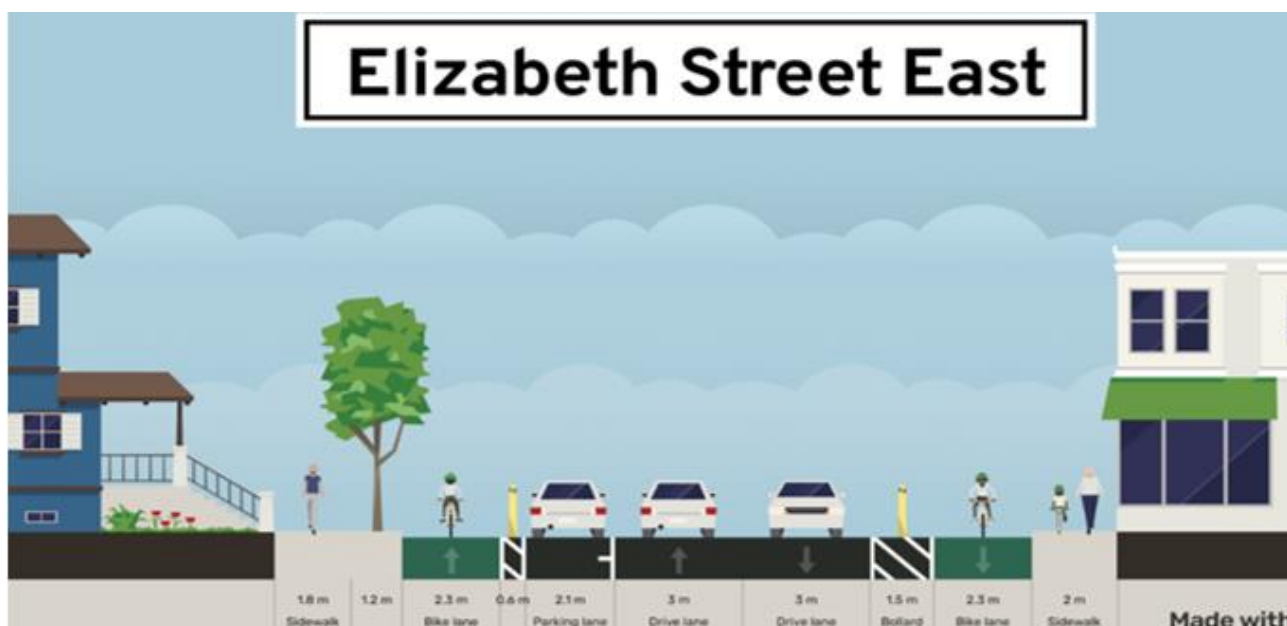 Elizabeth Street East
1.8 m 1.2 m 2.3 m 0.6 m 2.1 m 3 m 3 m 1.5 m 2.3 m 2 m
Sidewalk Bike lane Parking lane Drive lane Drive lane Bollard Bike lane Sidewalk
Made with